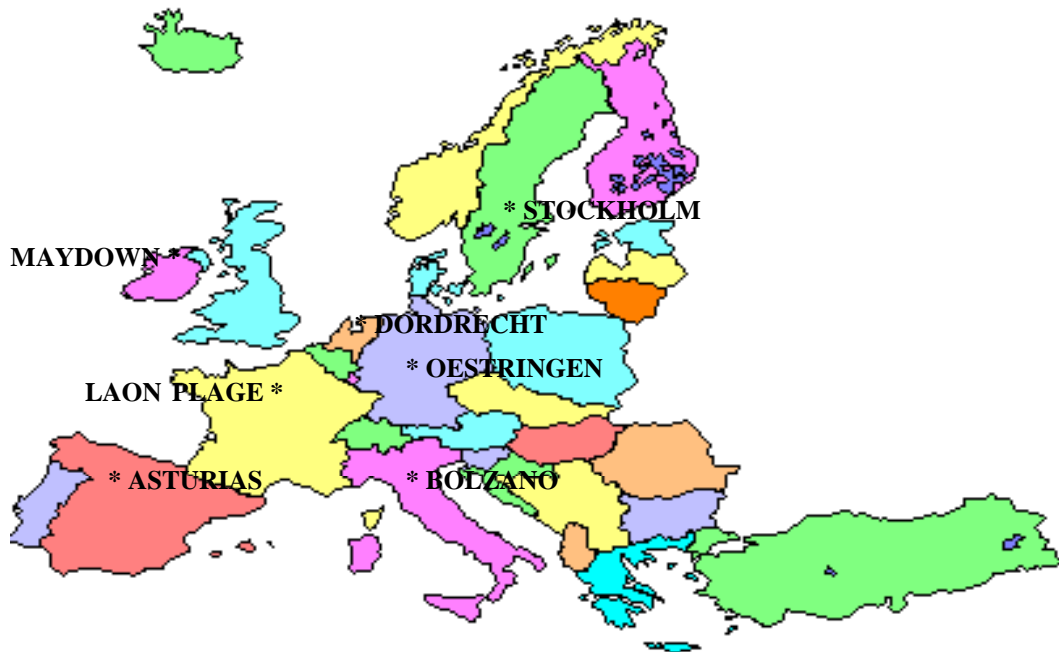 * STOCKHOLM
MAYDOWN *
* DORDRECHT
* OESTRINGEN
LAON PLAGE *
* ASTURIAS
* BOLZANO